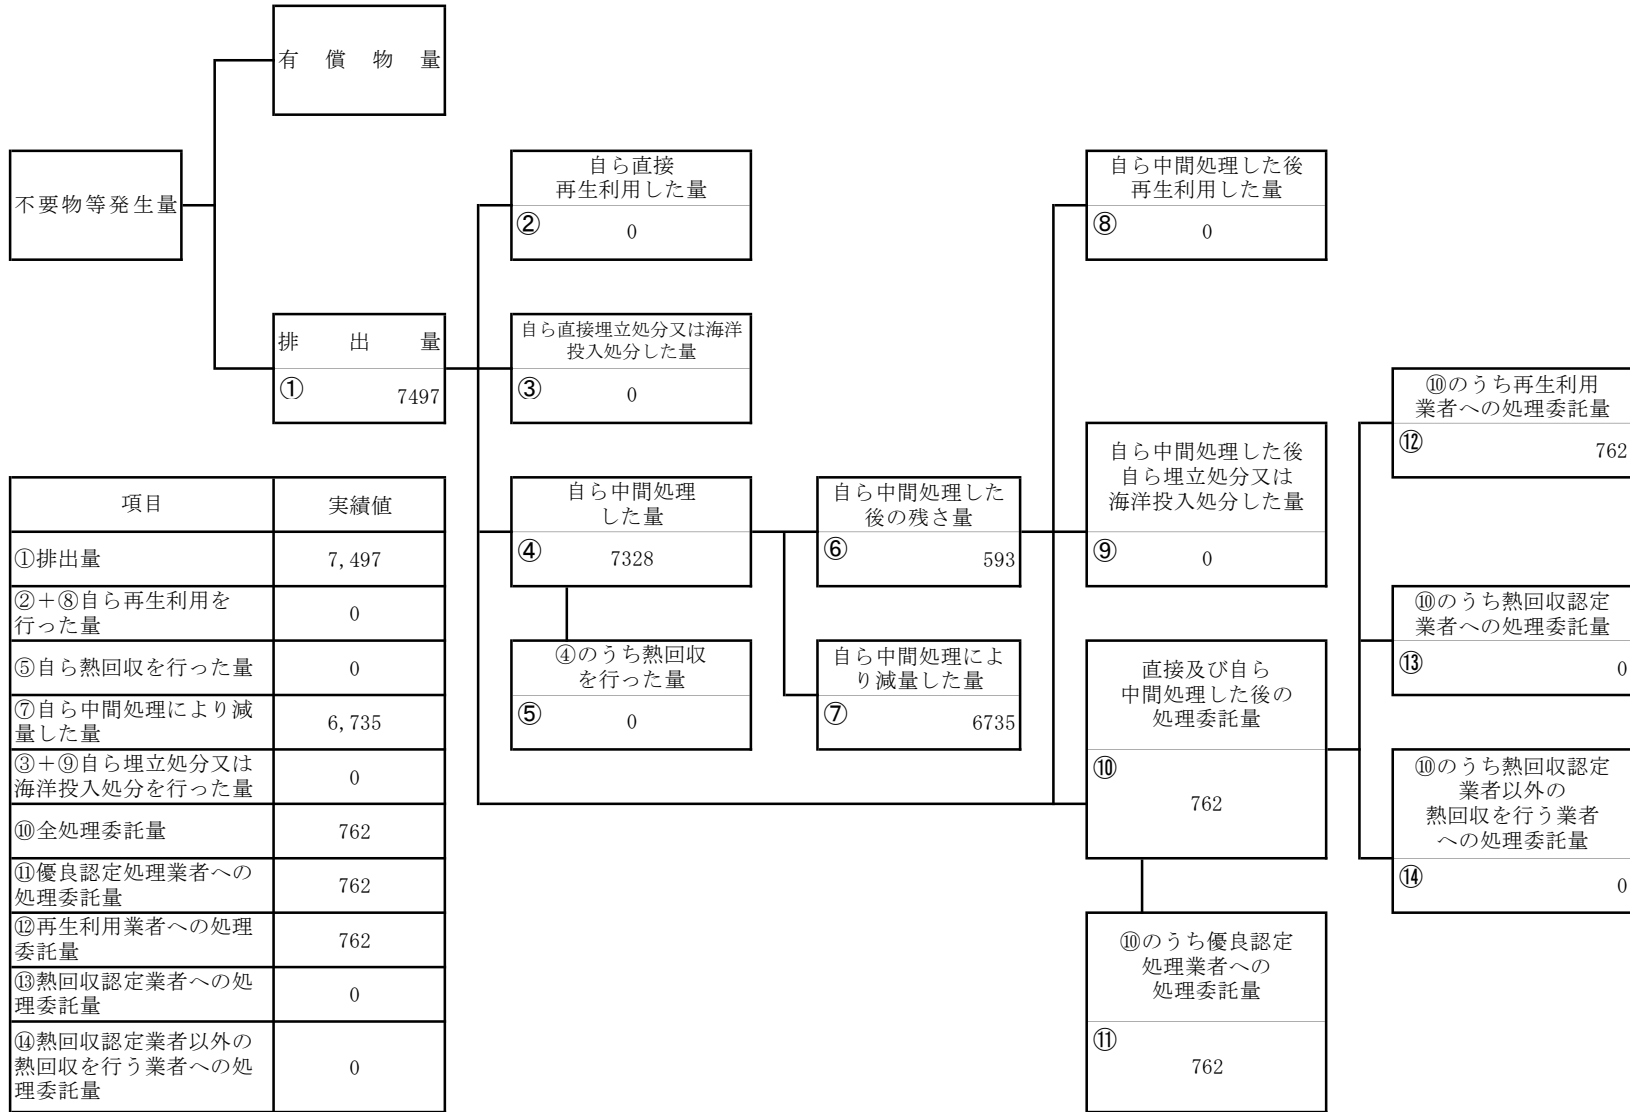 有償物量
不要物等発生量
排出量
① 7497
自ら直接
再生利用した量
② 0
自ら直接埋立処分又は海洋
投入処分した量
③ 0
自ら中間処理
した量
④ 7328
④のうち熱回収
を行った量
⑤ 0
自ら中間処理した
後の残さ量
⑥ 593
自ら中間処理によ
り減量した量
⑦ 6735
自ら中間処理した後
再生利用した量
⑧ 0
自ら中間処理した後
自ら埋立処分又は
海洋投入処分した量
⑨ 0
直接及び自ら
中間処理した後の
処理委託量
⑩
762
⑩のうち優良認定
処理業者への
処理委託量
⑪
762
⑩のうち再生利用
業者への処理委託量
⑫ 762
⑩のうち熱回収認定
業者への処理委託量
⑬ 0
⑩のうち熱回収認定
業者以外の
熱回収を行う業者
への処理委託量
⑭ 0
項目 実績値
①排出量 7,497
②+⑧自ら再生利用を
行った量 0
⑤自ら熱回収を行った量 0
⑦自ら中間処理により減
量した量 6,735
③+⑨自ら埋立処分又は
海洋投入処分を行った量 0
⑩全処理委託量 762
⑪優良認定処理業者への
処理委託量 762
⑫再生利用業者への処理
委託量 762
⑬熱回収認定業者への処
理委託量 0
⑭熱回収認定業者以外の
熱回収を行う業者への処
理委託量 0